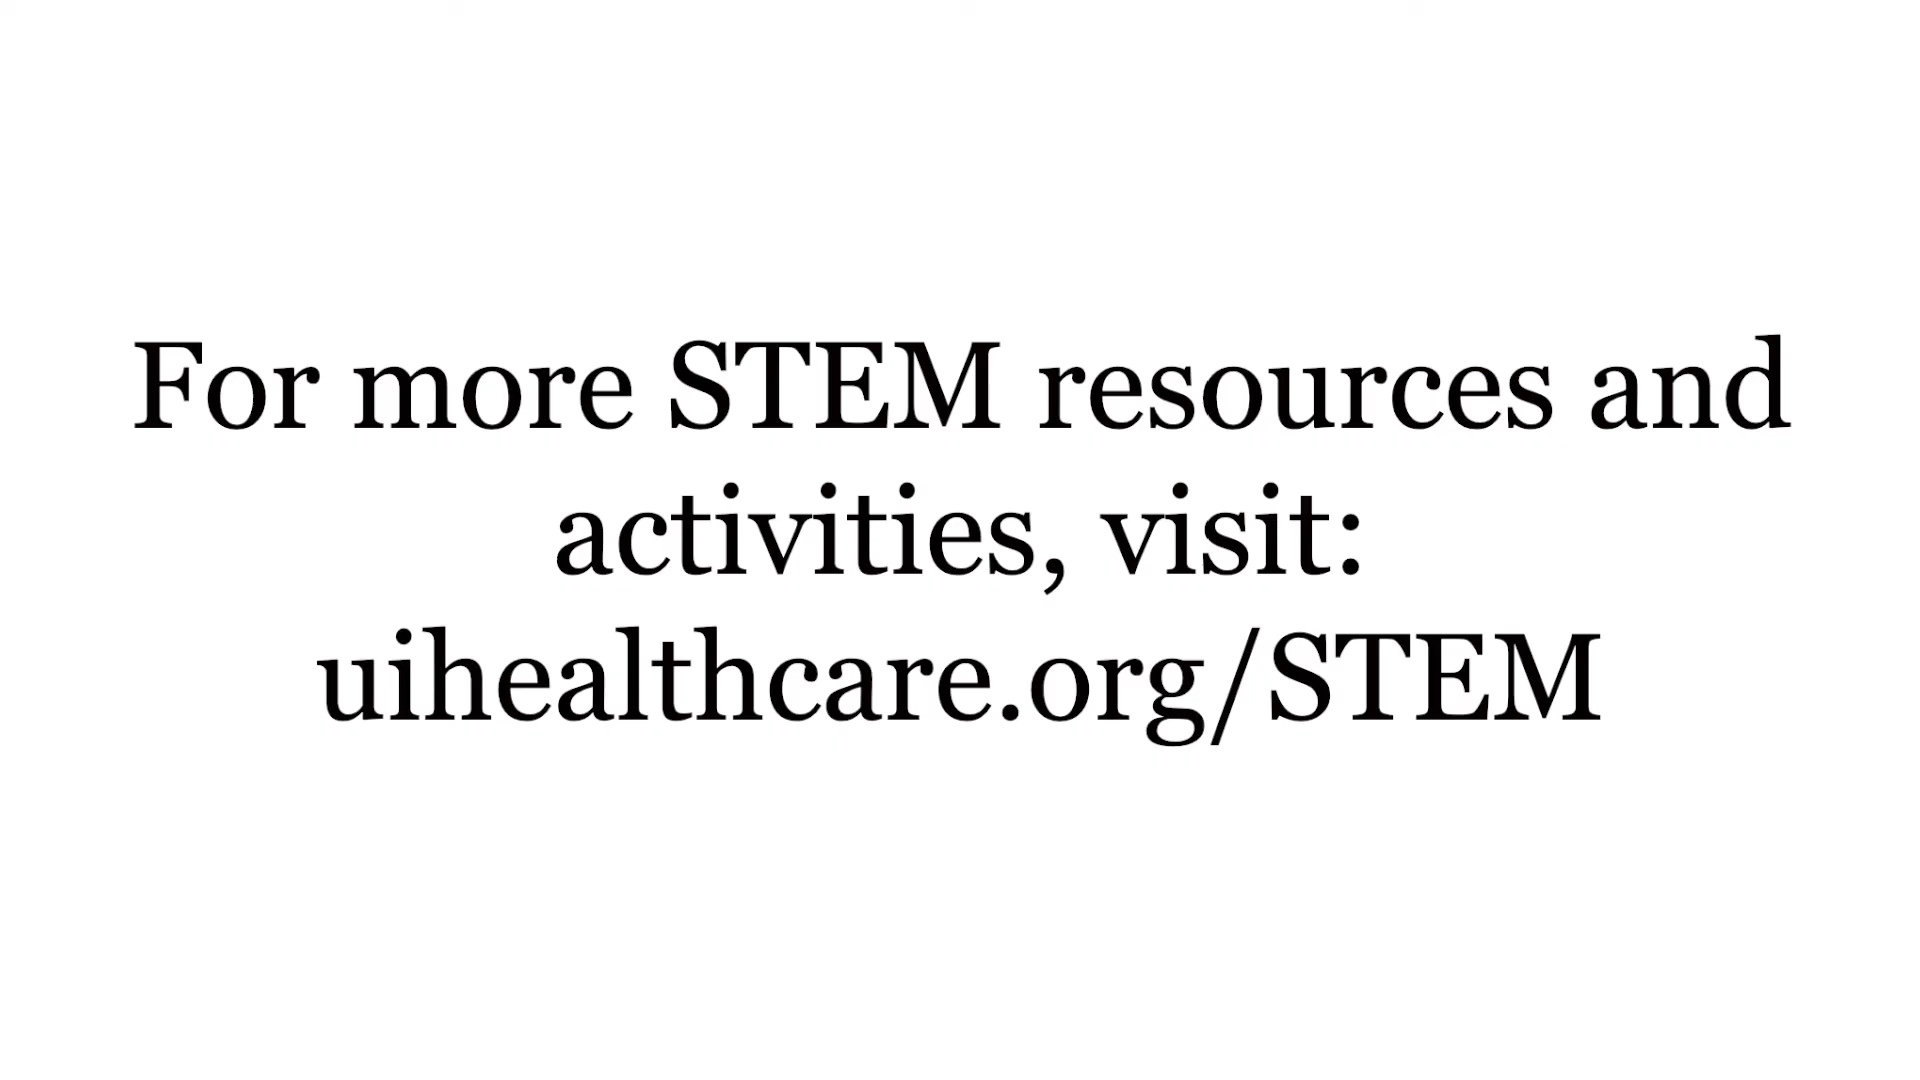 For more STEM resources and
activities, visit:
uihealthcare.org/STEM